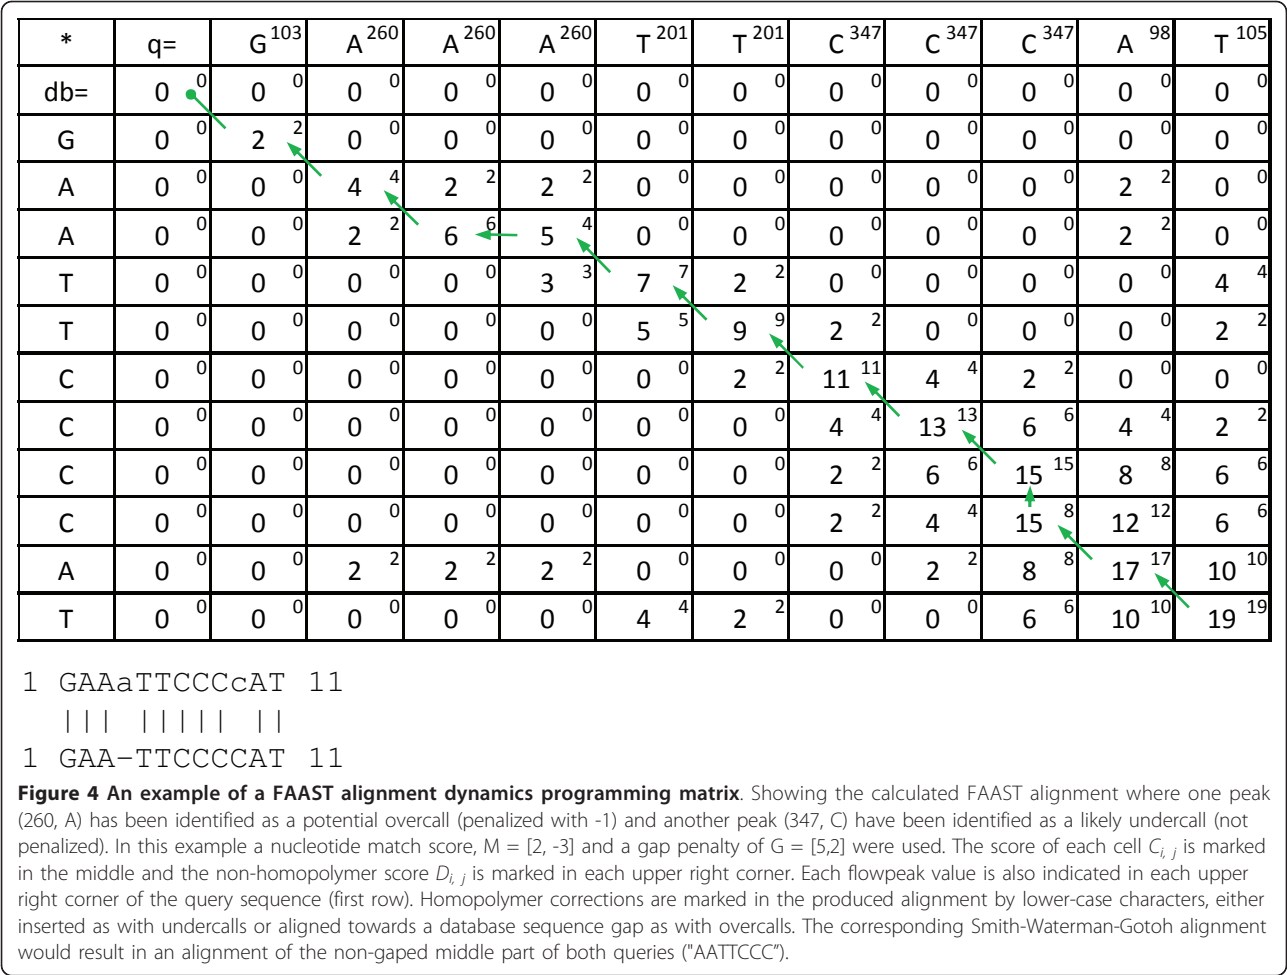 * q= G 103 A 260 A 260 A 260 T 201 T 201 C 347 C 347 C 347 A 98 T 105
db= 0 0 0 0 0 0 0 0 0 0 0 0 0 0 0 0 0 0 0 0 0 0 0 0
G 0 0 2 2 0 0 0 0 0 0 0 0 0 0 0 0 0 0 0 0 0 0 0 0
A 0 0 0 0 4 4 2 2 2 2 0 0 0 0 0 0 0 0 0 0 2 2 0 0
A 0 0 0 0 2 2 6 6 5 4 0 0 0 0 0 0 0 0 0 0 2 2 0 0
T 0 0 0 0 0 0 0 0 3 3 7 7 2 2 0 0 0 0 0 0 0 0 4 4
T 0 0 0 0 0 0 0 0 0 0 5 5 9 9 2 2 0 0 0 0 0 0 2 2
C 0 0 0 0 0 0 0 0 0 0 0 0 2 2 11 11 4 4 2 2 0 0 0 0
C 0 0 0 0 0 0 0 0 0 0 0 0 0 0 4 4 13 13 6 6 4 4 2 2
C 0 0 0 0 0 0 0 0 0 0 0 0 0 0 2 2 6 6 15 15 8 8 6 6
C 0 0 0 0 0 0 0 0 0 0 0 0 0 0 2 2 4 4 15 8 12 12 6 6
A 0 0 0 0 2 2 2 2 2 2 0 0 0 0 0 0 2 2 8 8 17 17 10 10
T 0 0 0 0 0 0 0 0 0 0 4 4 2 2 0 0 0 0 6 6 10 10 19 19
1 GAAaTTCCCcAT 11
||| ||||| ||
1 GAA-TTCCCCAT 11
Figure 4 An example of a FAAST alignment dynamics programming matrix. Showing the calculated FAAST alignment where one peak
(260, A) has been identified as a potential overcall (penalized with -1) and another peak (347, C) have been identified as a likely undercall (not
penalized). In this example a nucleotide match score, M = [2, -3] and a gap penalty of G = [5,2] were used. The score of each cell Ci, j is marked
in the middle and the non-homopolymer score Di, j is marked in each upper right corner. Each flowpeak value is also indicated in each upper
right corner of the query sequence (first row). Homopolymer corrections are marked in the produced alignment by lower-case characters, either
inserted as with undercalls or aligned towards a database sequence gap as with overcalls. The corresponding Smith-Waterman-Gotoh alignment
would result in an alignment of the non-gaped middle part of both queries ("AATTCCC").